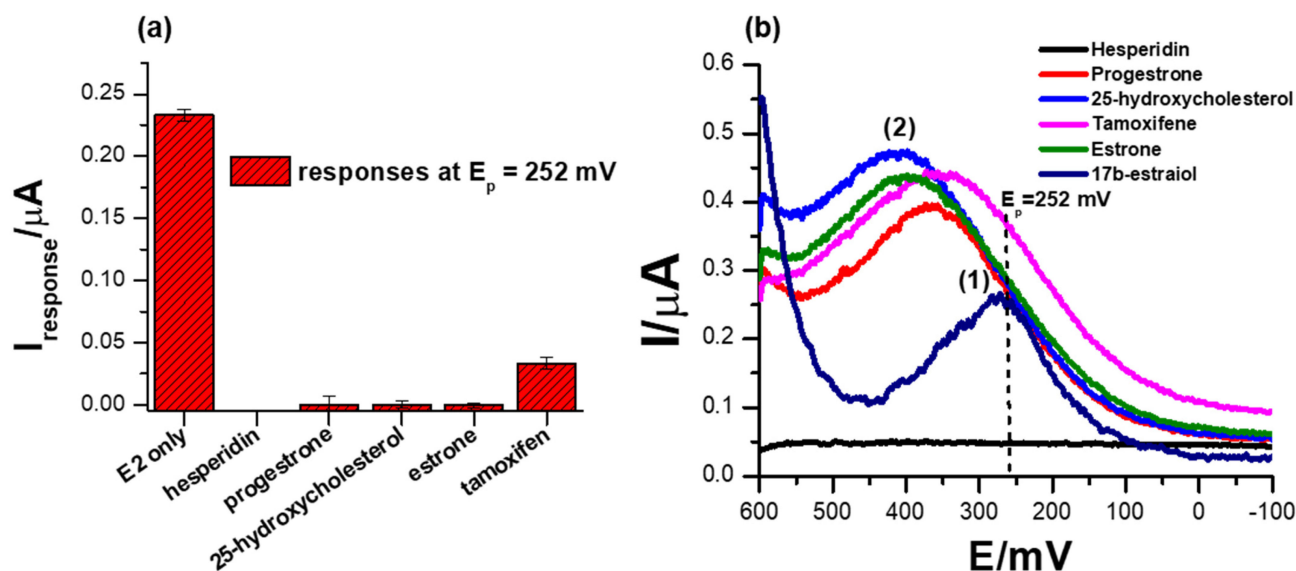 (a)
I response/µA
0.25
0.20
0.15
0.10
0.05
0.00
responses at Ep = 252 mV
E2 only
hesperidin
progestrone
25-hydroxycholesterol
estrone
tamoxifen
(b)
I/µA
0.6
0.5
0.4
0.3
0.2
0.1
0.0
Hesperidin
Progestrone
25-hydroxycholesterol
Tamoxifene
Estrone
17b-estraiol
(2)
Ep=252 mV
(1)
600
500
400
300
200
100
0
-100
E/mV